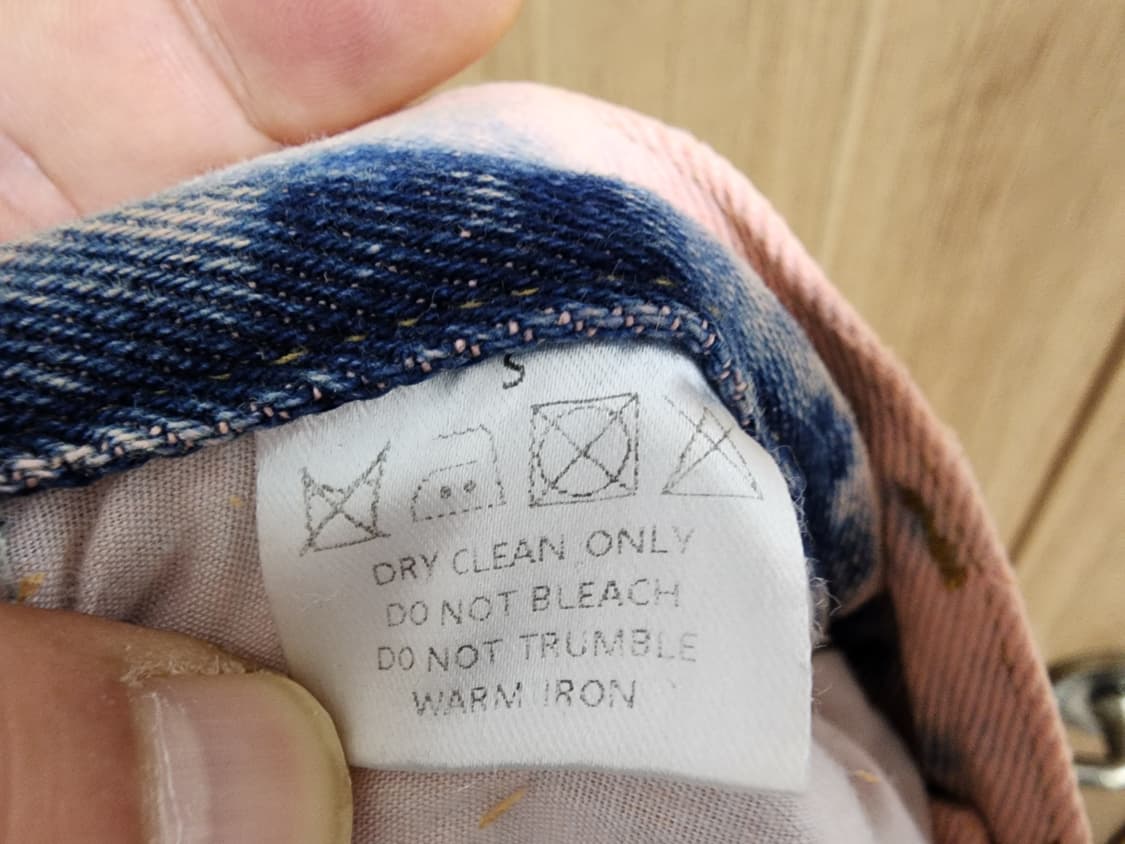 S
DRY CLEAN ONLY
DO NOT BLEACH
DO NOT TRUMBLE
WARM IRON